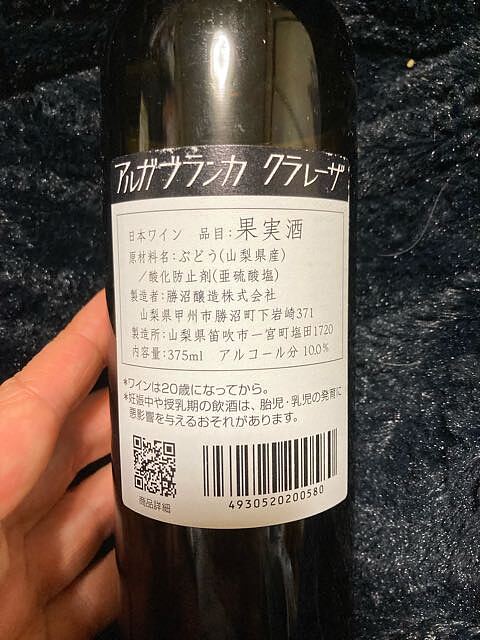 アルガブランカ クラレーザ
日本ワイン 品目:果実酒
原材料名:ぶどう(山梨県産)
/酸化防止剤(亜硫酸塩)
製造者:勝沼醸造株式会社
山梨県甲州市勝沼町下岩崎371
製造所:山梨県笛吹市一宮町塩田1720
内容量:375ml アルコール分 10.0%
*ワインは20歳になってから。
*妊娠中や授乳期の飲酒は、胎児・乳児の発育に
悪影響を与えるおそれがあります。
商品詳細
4930520200580